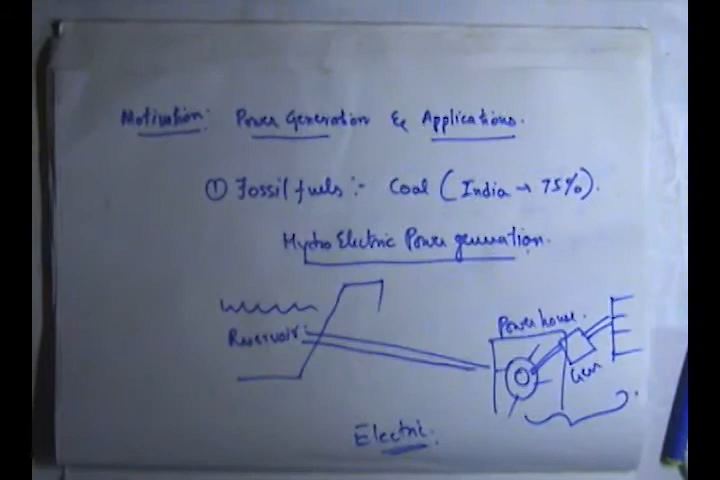 Motivation: Power Generation & Applications.
① Fossil fuels :- Coal (India → 75%).
Hydro Electric Power generation.
Reservoir:
Power house.
Gen
Electric.